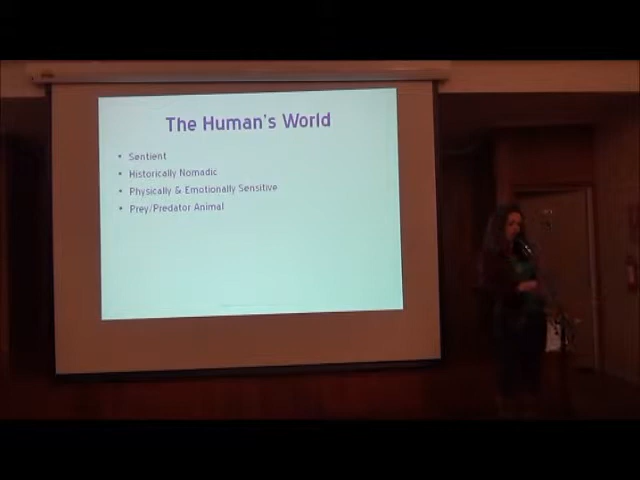 The Human's World
• Sentient
• Historically Nomadic
• Physically & Emotionally Sensitive
• Prey/Predator Animal